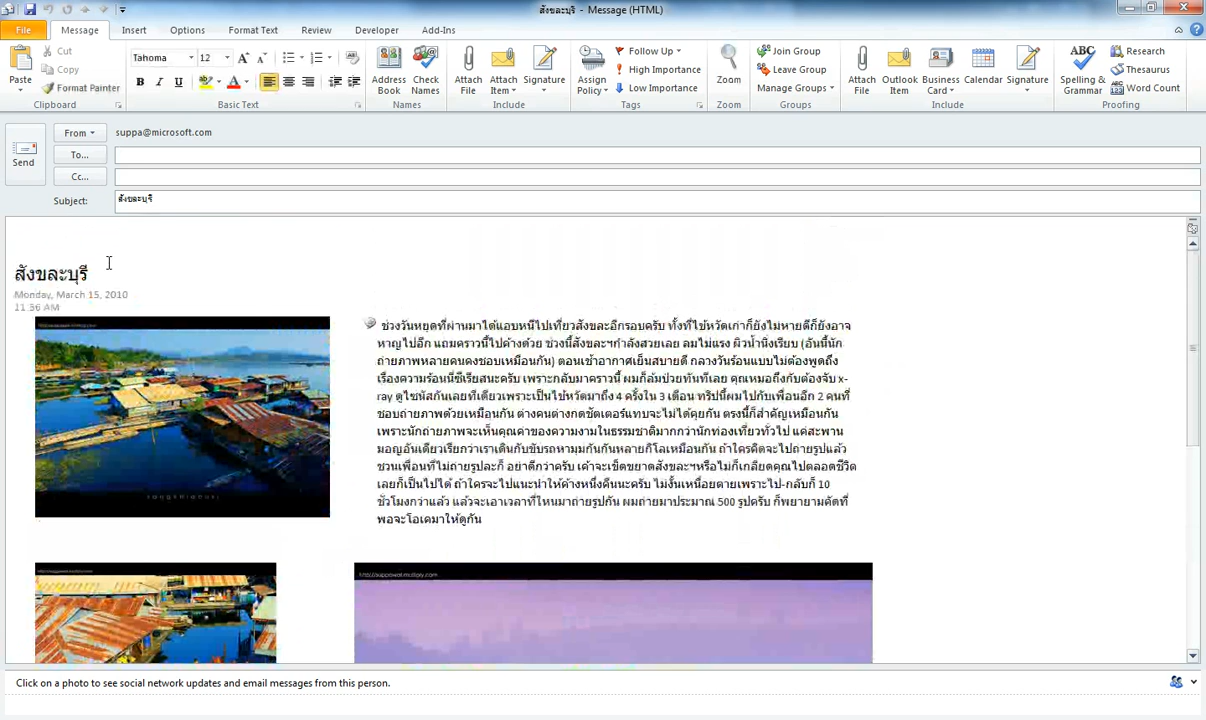 สังขละบุรี - Message (HTML)
File Message Insert Options Format Text Review Developer Add-Ins
Paste
Cut
Copy
Format Painter
Clipboard
Tahoma 12
B I U
Basic Text
Address Book
Check Names
Names
Attach File
Attach Item
Signature
Include
Assign Policy
Follow Up
High Importance
Low Importance
Tags
Zoom
Zoom
Join Group
Leave Group
Manage Groups
Groups
Attach File
Outlook Item
Business Card
Calendar
Signature
Include
ABC
Spelling & Grammar
Research
Thesaurus
Word Count
Proofing
Send
From suppa@microsoft.com
To...
Cc...
Subject: สังขละบุรี
สังขละบุรี
Monday, March 15, 2010
11:36 AM
ช่วงวันหยุดที่ผ่านมาได้แอบหนีไปเที่ยวสังขละอีกรอบครับ ทั้งที่ไข้หวัดเก่าก็ยังไม่หายดีก็ยังอาจ
หาญไปอีก แถมคราวนี้ไปค้างด้วย ช่วงนี้สังขละฯกำลังสวยเลย ลมไม่แรง ผิวน้ำนิ่งเรียบ (อันนี้นัก
ถ่ายภาพหลายคนคงชอบเหมือนกัน) ตอนเช้าอากาศเย็นสบายดี กลางวันร้อนแบบไม่ต้องพูดถึง
เรื่องความร้อนนี่ซีเรียสนะครับ เพราะกลับมาคราวนี้ ผมก็ล้มป่วยทันทีเลย คุณหมอถึงกับต้องจับ x-
ray ดูไซนัสกันเลยทีเดียวเพราะเป็นไข้หวัดมาถึง 4 ครั้งใน 3 เดือน ทริปนี้ผมไปกับเพื่อนอีก 2 คนที่
ชอบถ่ายภาพด้วยเหมือนกัน ต่างคนต่างกดชัตเตอร์แทบจะไม่ได้คุยกัน ตรงนี้ก็สำคัญเหมือนกัน
เพราะนักถ่ายภาพจะเห็นคุณค่าของความงามในธรรมชาติมากกว่านักท่องเที่ยวทั่วไป แค่สะพาน
มอญอันเดียวเรียกว่าเราเดินกับขับรถหามุมกันกันหลายกิโลเหมือนกัน ถ้าใครคิดจะไปถ่ายรูปแล้ว
ชวนเพื่อนที่ไม่ถ่ายรูปละก็ อย่าดีกว่าครับ เค้าจะเข็ดขยาดสังขละฯหรือไม่ก็เกลียดคุณไปตลอดชีวิ
เลยก็เป็นไปได้ ถ้าใครจะไปแนะนำให้ค้างหนึ่งคืนนะครับ ไม่งั้นเหนื่อยตายเพราะไป-กลับก็ 10
ชั่วโมงกว่าแล้ว แล้วจะเอาเวลาที่ไหนมาถ่ายรูปกัน ผมถ่ายมาประมาณ 500 รูปครับ ก็พยายามคัดที่
พอจะโอเคมาให้ดูกัน
Click on a photo to see social network updates and email messages from this person.